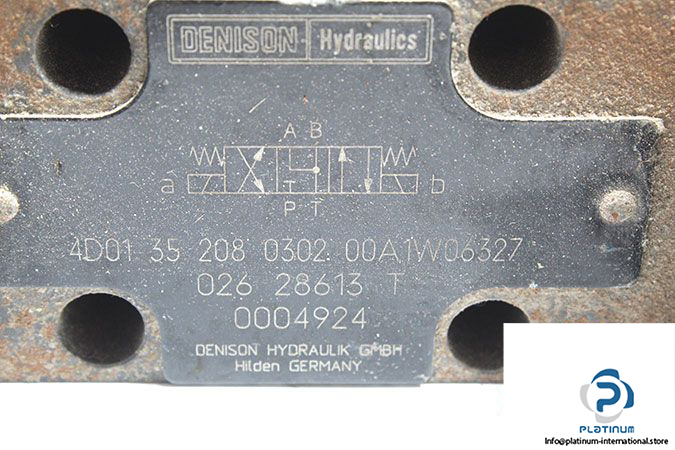 DENISON Hydraulics
A B
a b
P T
4D01 35 208 0302 00A1W06327
026 28613 T
0004924
DENISON HYDRAULIK GMBH
Hilden GERMANY
PLATINUM
Info@platinum-international.store